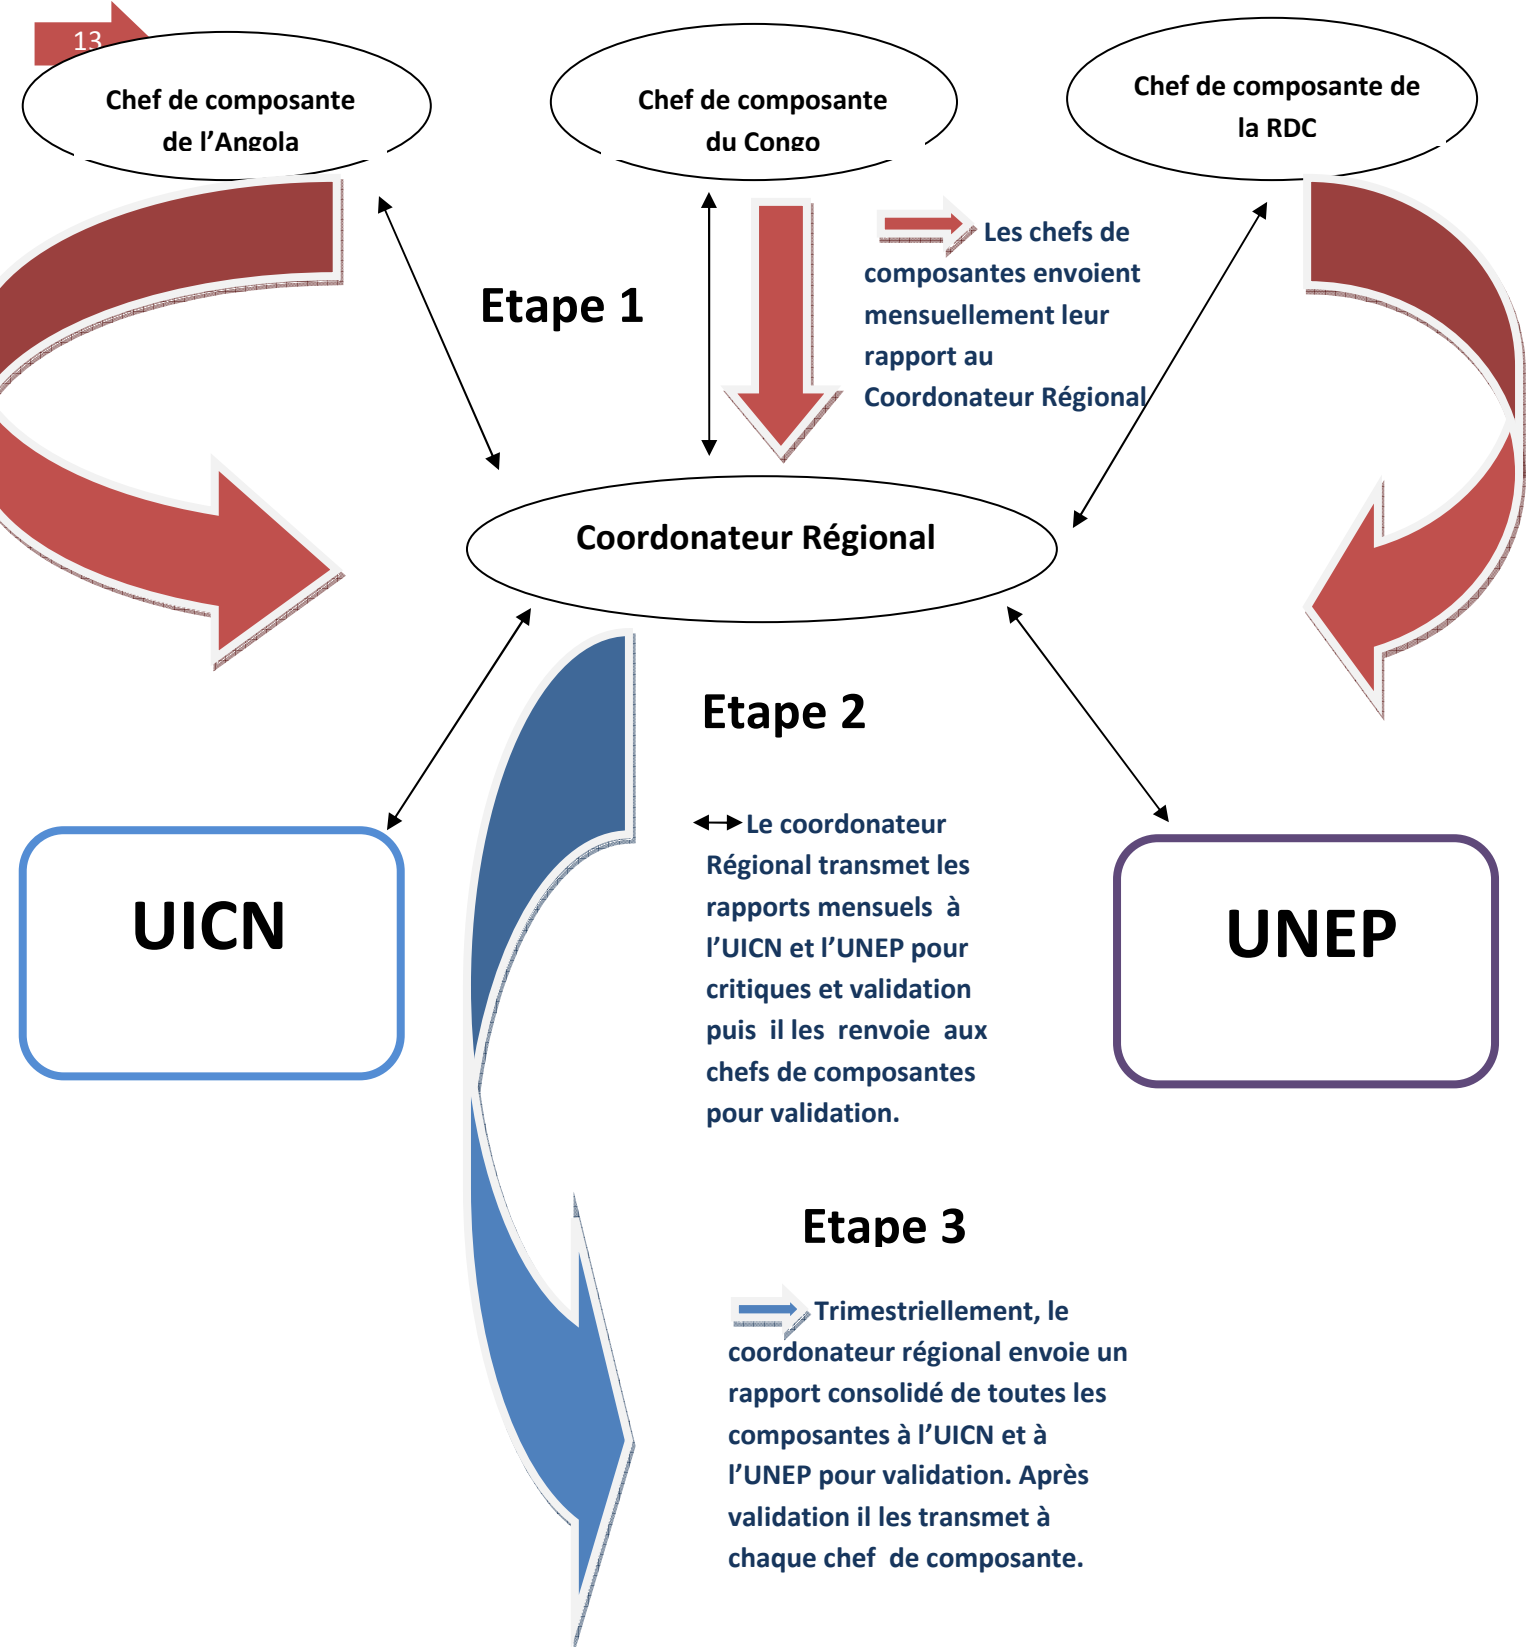 13
Chef de composante
de l’Angola
Chef de composante
du Congo
Chef de composante de
la RDC
Etape 1
Les chefs de
composantes envoient
mensuellement leur
rapport au
Coordonateur Régional
Coordonateur Régional
Etape 2
Le coordonateur
Régional transmet les
rapports mensuels à
l’UICN et l’UNEP pour
critiques et validation
puis il les renvoie aux
chefs de composantes
pour validation.
UICN
UNEP
Etape 3
Trimestriellement, le
coordonateur régional envoie un
rapport consolidé de toutes les
composantes à l’UICN et à
l’UNEP pour validation. Après
validation il les transmet à
chaque chef de composante.